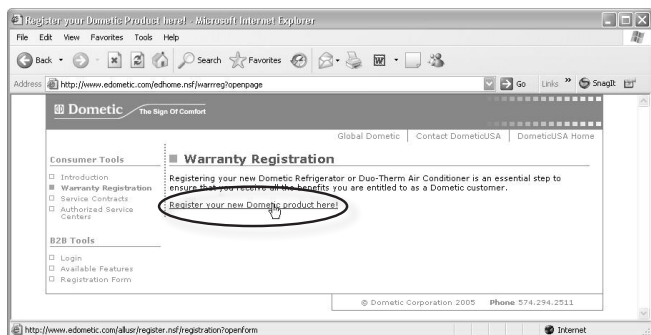 Register your Dometic Product here! - Microsoft Internet Explorer
File Edit View Favorites Tools Help
Back Search Favorites
Address http://www.edometic.com/edhome.nsf/warrreg?openpage Go Links » SnagIt
Dometic The Sign Of Comfort
Global Dometic Contact DometicUSA DometicUSA Home
Consumer Tools
Introduction
Warranty Registration
Service Contracts
Authorized Service
Centers
B2B Tools
Login
Available Features
Registration Form
Warranty Registration
Registering your new Dometic Refrigerator or Duo-Therm Air Conditioner is an essential step to
ensure that you receive all the benefits you are entitled to as a Dometic customer.
Register your new Dometic product here!
© Dometic Corporation 2005 Phone 574.294.2511
http://www.edometic.com/allusr/register.nsf/registration?openform Internet